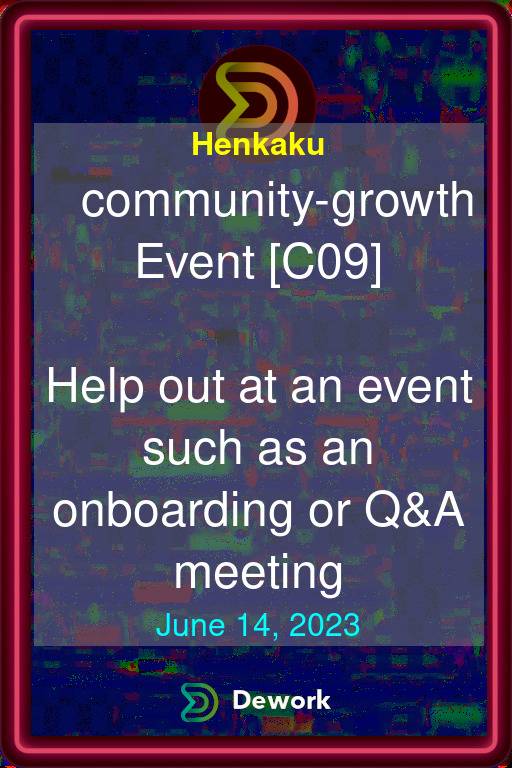 Henkaku
community-growth
Event [C09]
Help out at an event
such as an
onboarding or Q&A
meeting
June 14, 2023
Dework